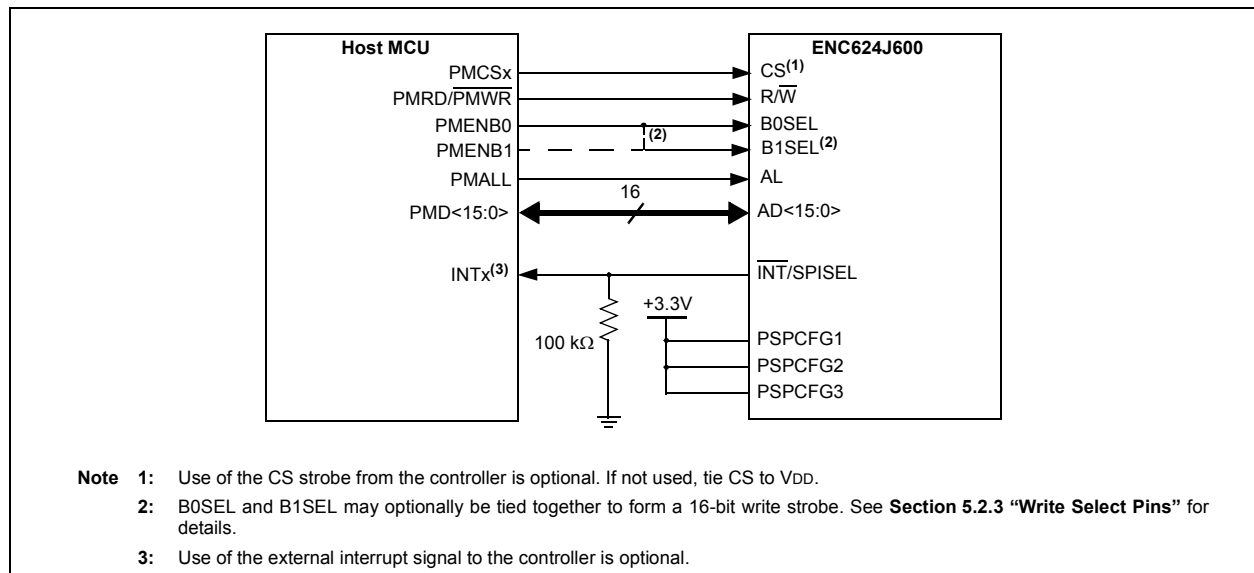 Host MCU
ENC624J600
PMCSx
CS(1)
PMRD/PMWR
R/W
PMENB0
(2)
B0SEL
PMENB1
B1SEL(2)
PMALL
AL
16
PMD<15:0>
AD<15:0>
INTx(3)
INT/SPISEL
+3.3V
100 kΩ
PSPCFG1
PSPCFG2
PSPCFG3
Note 1: Use of the CS strobe from the controller is optional. If not used, tie CS to VDD.
2: B0SEL and B1SEL may optionally be tied together to form a 16-bit write strobe. See Section 5.2.3 “Write Select Pins” for
details.
3: Use of the external interrupt signal to the controller is optional.